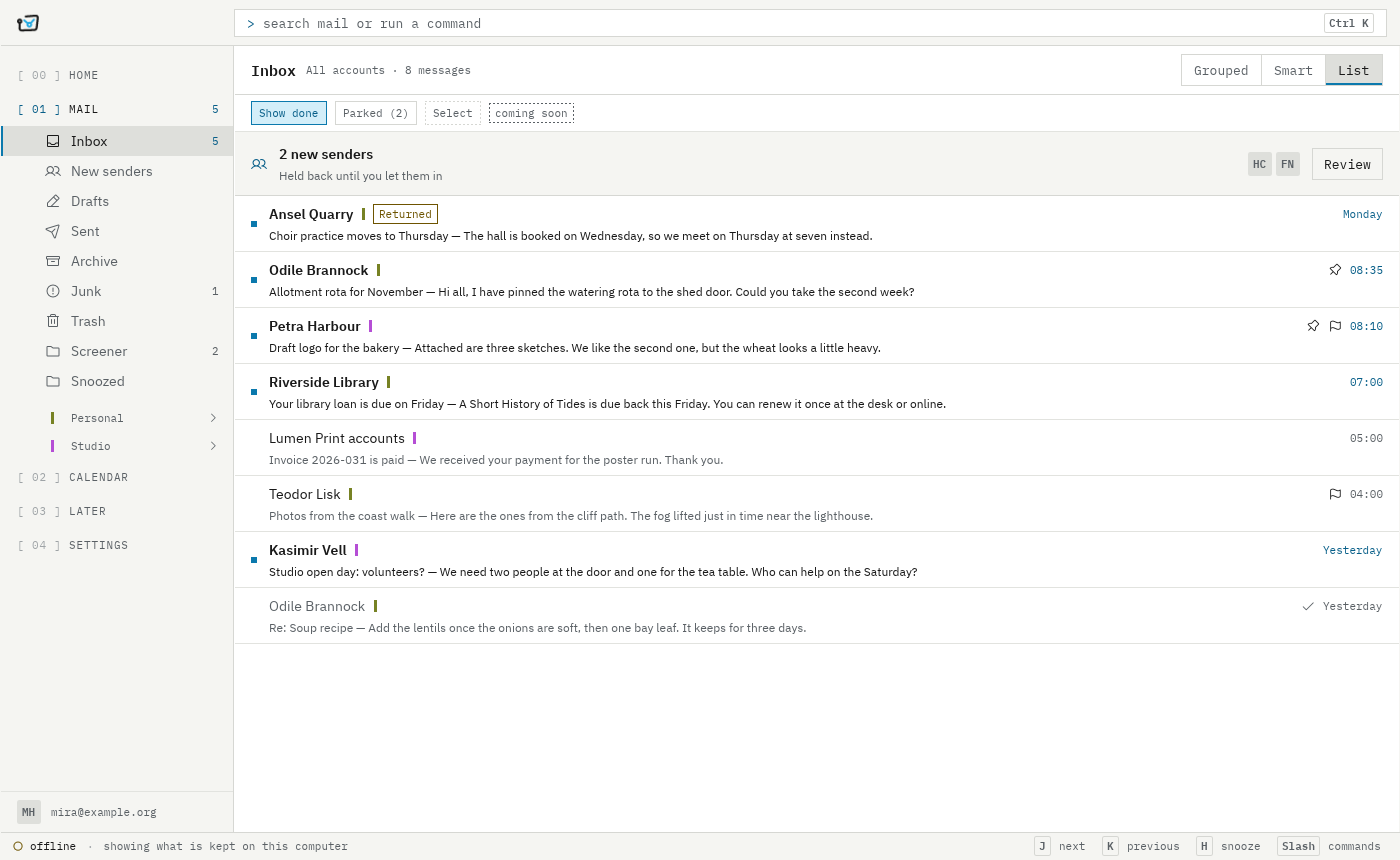 > search mail or run a command Ctrl K
[ 00 ] HOME
[ 01 ] MAIL 5
Inbox 5
New senders
Drafts
Sent
Archive
Junk 1
Trash
Screener 2
Snoozed
Personal
Studio
[ 02 ] CALENDAR
[ 03 ] LATER
[ 04 ] SETTINGS
MH mira@example.org
Inbox All accounts · 8 messages Grouped Smart List
Show done Parked (2) Select coming soon
2 new senders
Held back until you let them in
HC FN Review
Ansel Quarry Returned Monday
Choir practice moves to Thursday — The hall is booked on Wednesday, so we meet on Thursday at seven instead.
Odile Brannock 08:35
Allotment rota for November — Hi all, I have pinned the watering rota to the shed door. Could you take the second week?
Petra Harbour 08:10
Draft logo for the bakery — Attached are three sketches. We like the second one, but the wheat looks a little heavy.
Riverside Library 07:00
Your library loan is due on Friday — A Short History of Tides is due back this Friday. You can renew it once at the desk or online.
Lumen Print accounts 05:00
Invoice 2026-031 is paid — We received your payment for the poster run. Thank you.
Teodor Lisk 04:00
Photos from the coast walk — Here are the ones from the cliff path. The fog lifted just in time near the lighthouse.
Kasimir Vell Yesterday
Studio open day: volunteers? — We need two people at the door and one for the tea table. Who can help on the Saturday?
Odile Brannock Yesterday
Re: Soup recipe — Add the lentils once the onions are soft, then one bay leaf. It keeps for three days.
offline · showing what is kept on this computer J next K previous H snooze Slash commands